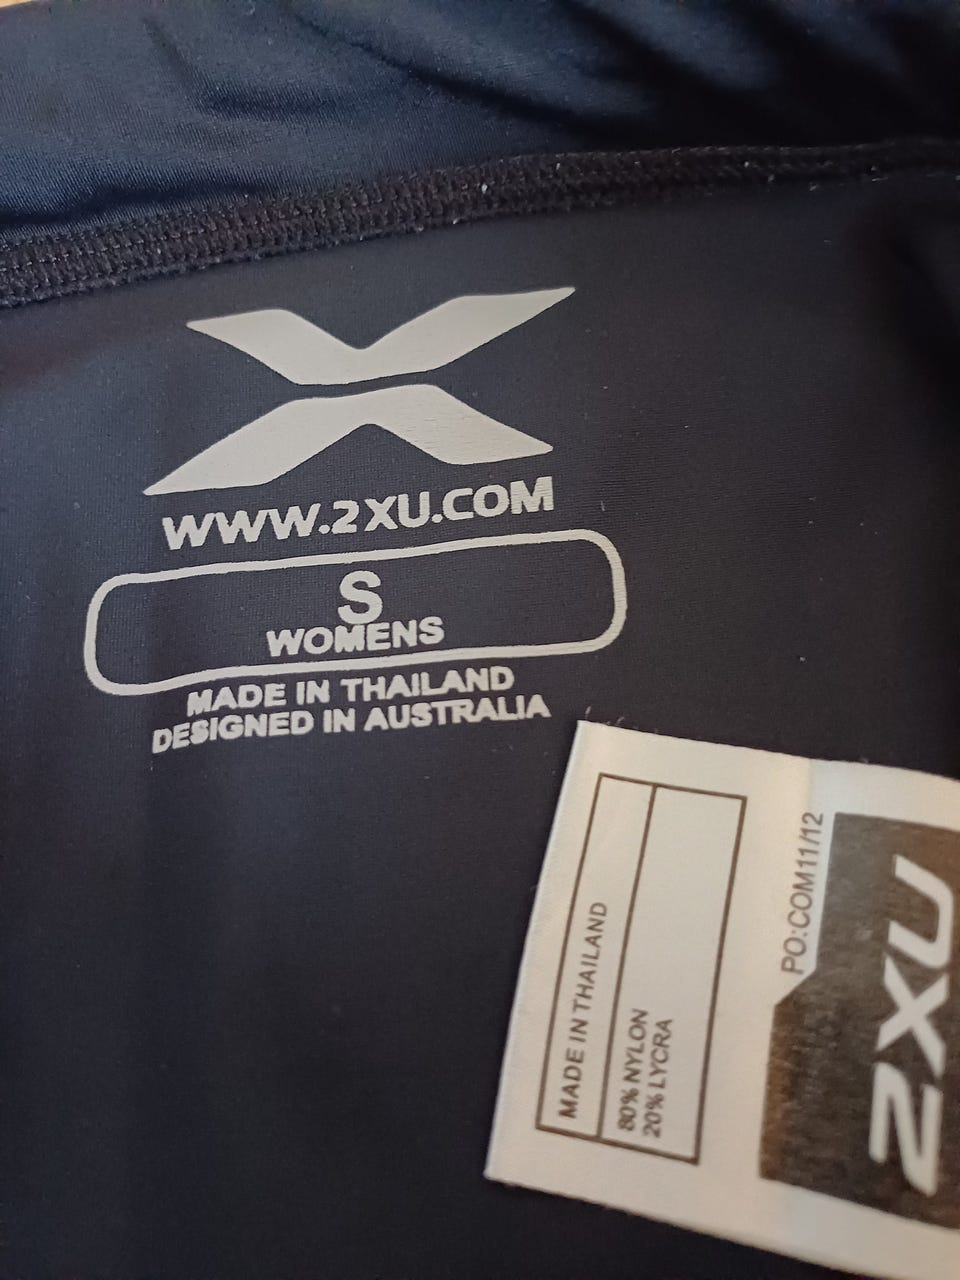 WWW.2XU.COM
S
WOMENS
MADE IN THAILAND
DESIGNED IN AUSTRALIA
MADE IN THAILAND
80% NYLON
20% LYCRA
PO:COM11/12
2XU